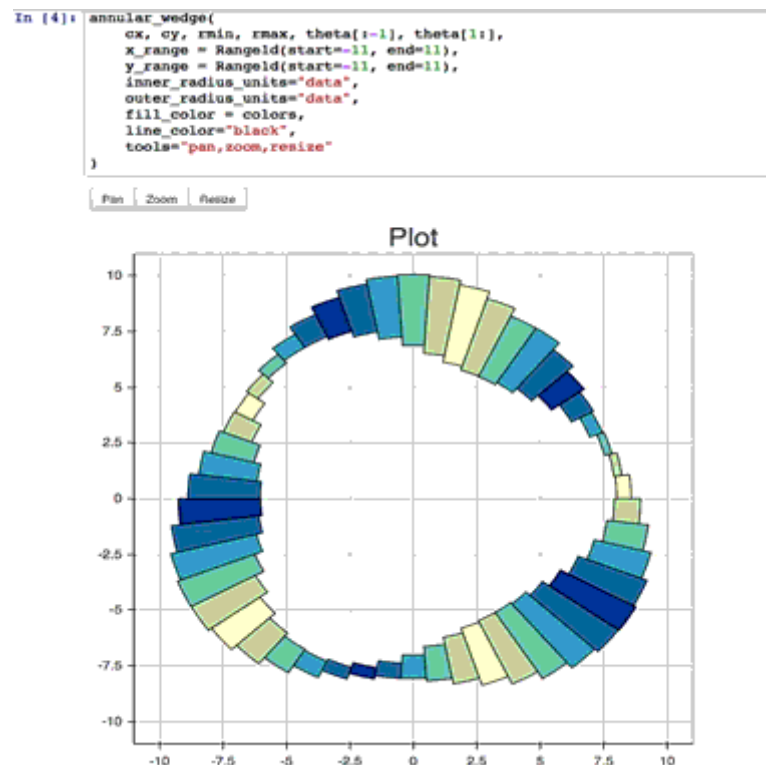 In [4]: annular_wedge(
cx, cy, rmin, rmax, theta[:-1], theta[1:],
x_range = Range1d(start=-11, end=11),
y_range = Range1d(start=-11, end=11),
inner_radius_units="data",
outer_radius_units="data",
fill_color = colors,
line_color="black",
tools="pan,zoom,resize"
)
Pan Zoom Resize
Plot
10
7.5
5
2.5
0
-2.5
-5
-7.5
-10
-10 -7.5 -5 -2.5 0 2.5 5 7.5 10